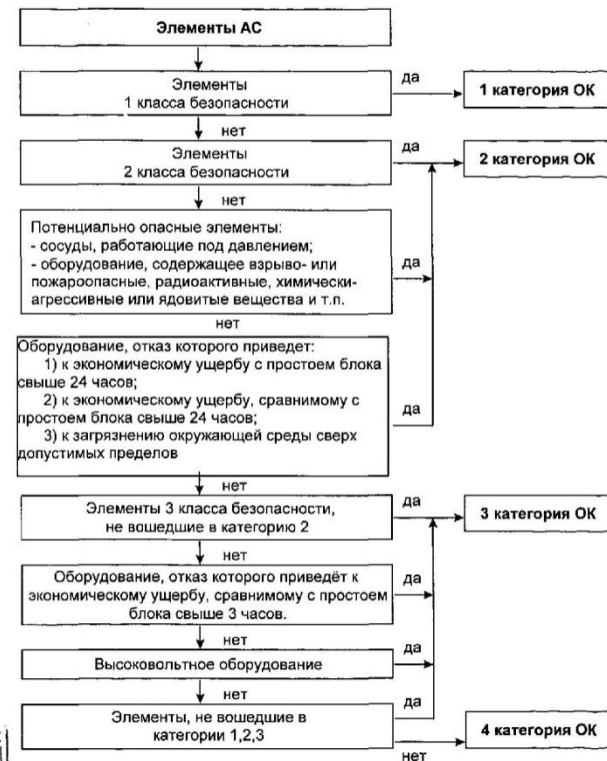 Элементы АС
Элементы
1 класса безопасности
да
1 категория ОК
нет
Элементы
2 класса безопасности
да
2 категория ОК
нет
Потенциально опасные элементы:
- сосуды, работающие под давлением;
- оборудование, содержащее взрыво- или
пожароопасные, радиоактивные, химически-
агрессивные или ядовитые вещества и т.п.
да
нет
Оборудование, отказ которого приведет:
1) к экономическому ущербу с простоем блока
свыше 24 часов;
2) к экономическому ущербу, сравнимому с
простоем блока свыше 24 часов;
3) к загрязнению окружающей среды сверх
допустимых пределов
да
нет
Элементы 3 класса безопасности,
не вошедшие в категорию 2
да
3 категория ОК
нет
Оборудование, отказ которого приведёт к
экономическому ущербу, сравнимому с простоем
блока свыше 3 часов.
да
нет
Высоковольтное оборудование
да
нет
Элементы, не вошедшие в
категории 1,2,3
да
4 категория ОК
нет